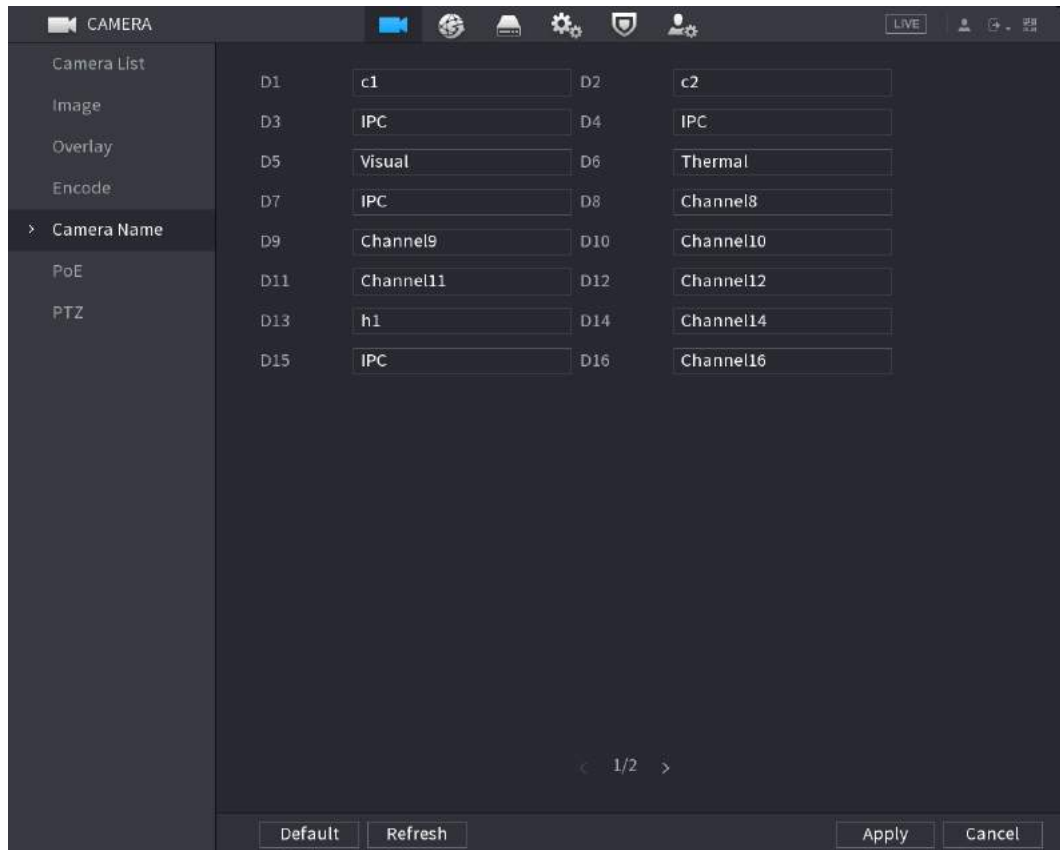 CAMERA LIVE
Camera List
Image
Overlay
Encode
Camera Name
PoE
PTZ
D1 c1 D2 c2
D3 IPC D4 IPC
D5 Visual D6 Thermal
D7 IPC D8 Channel8
D9 Channel9 D10 Channel10
D11 Channel11 D12 Channel12
D13 h1 D14 Channel14
D15 IPC D16 Channel16
< 1/2 >
Default Refresh Apply Cancel